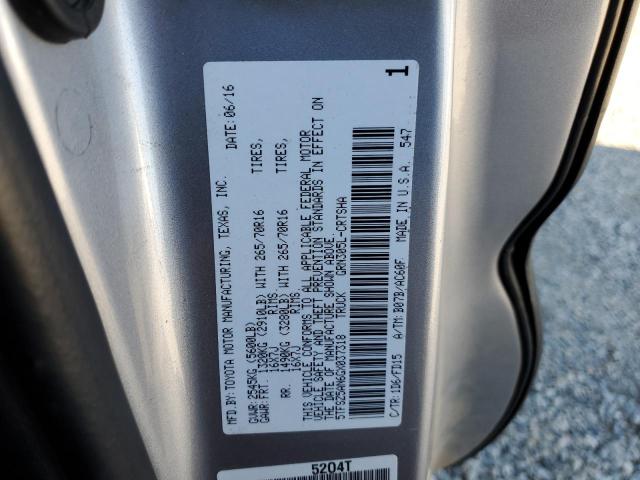 MFD.BY: TOYOTA MOTOR MANUFACTURING, TEXAS, INC. DATE: 06/16
GVWR: 2545KG (5600LB)
GAWR: FRT. 1320KG (2910LB) WITH 265/70R16 TIRES,
16X7J RIMS
RR. 1490KG (3280LB) WITH 265/70R16 TIRES,
16X7J RIMS
THIS VEHICLE CONFORMS TO ALL APPLICABLE FEDERAL MOTOR
VEHICLE SAFETY AND THEFT PREVENTION STANDARDS IN EFFECT ON
THE DATE OF MANUFACTURE SHOWN ABOVE.
5TFSZ5AN6GX037318 TRUCK GRN305L-CRTSHA
C/TR: 1D6/FD15 A/TM: B07B/AC60F MADE IN U.S.A. 547
1
5204T